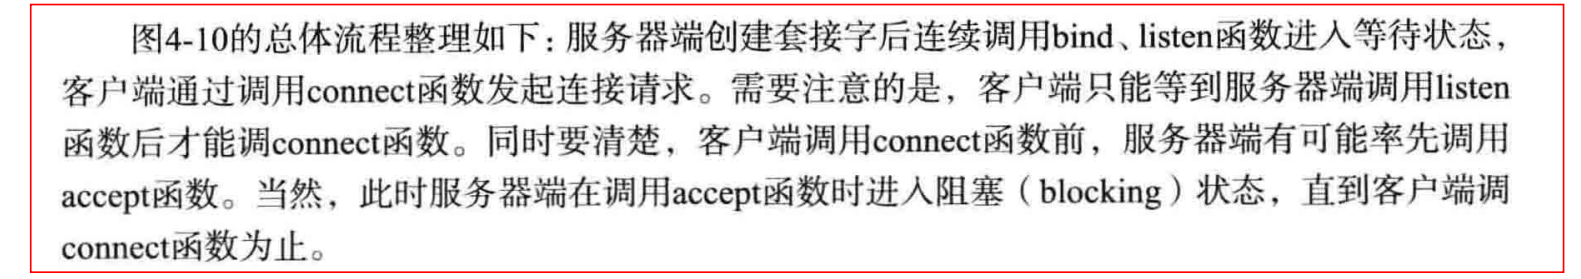 图4-10的总体流程整理如下：服务器端创建套接字后连续调用bind、listen函数进入等待状态，
客户端通过调用connect函数发起连接请求。需要注意的是，客户端只能等到服务器端调用listen
函数后才能调connect函数。同时要清楚，客户端调用connect函数前，服务器端有可能率先调用
accept函数。当然，此时服务器端在调用accept函数时进入阻塞（blocking）状态，直到客户端调
connect函数为止。